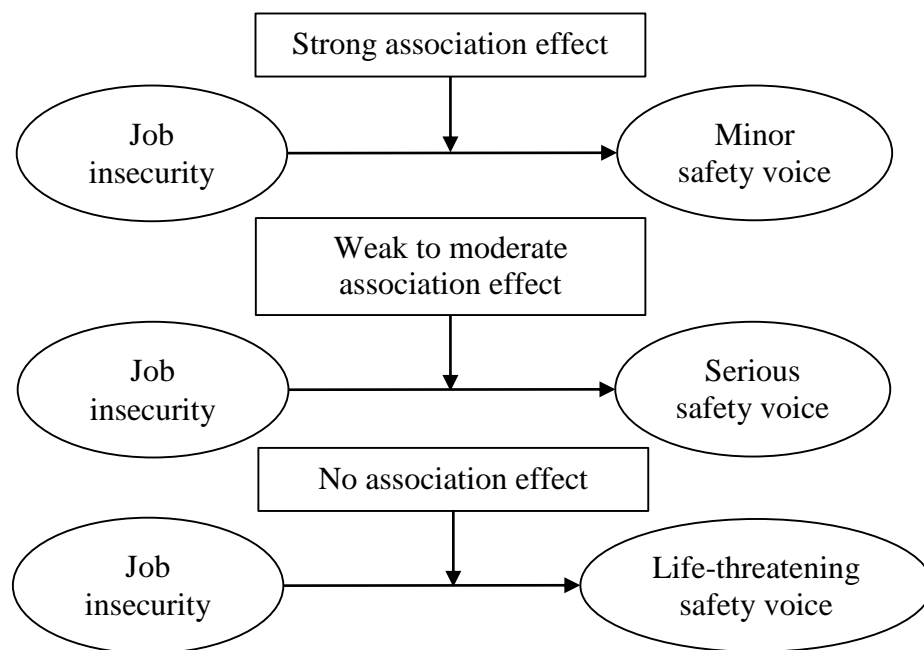 Strong association effect
Job
insecurity
Minor
safety voice
Weak to moderate
association effect
Job
insecurity
Serious
safety voice
No association effect
Job
insecurity
Life-threatening
safety voice